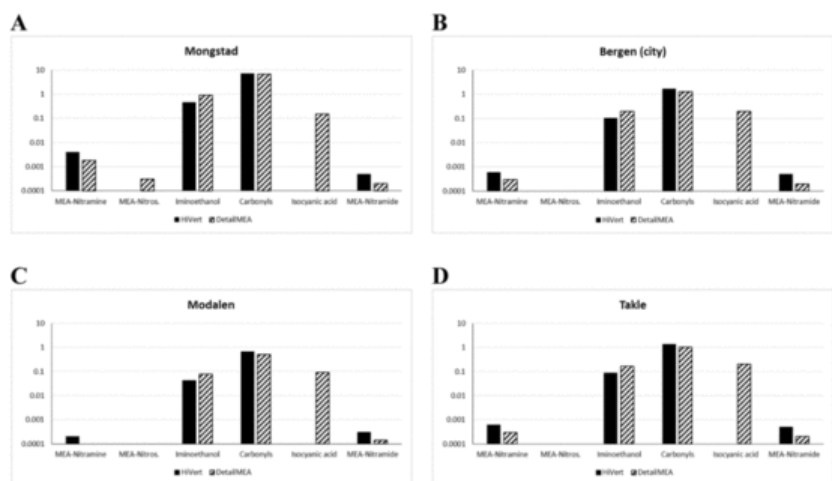 A
Mongstad
10
1
0.1
0.01
0.001
0.0001
MEA-Nitramine MEA-Nitros. Iminoethanol Carbonyls Isocyanic acid MEA-Nitramide
HiVert DetailMEA
B
Bergen (city)
10
1
0.1
0.01
0.001
0.0001
MEA-Nitramine MEA-Nitros. Iminoethanol Carbonyls Isocyanic acid MEA-Nitramide
HiVert DetailMEA
C
Modalen
10
1
0.1
0.01
0.001
0.0001
MEA-Nitramine MEA-Nitros. Iminoethanol Carbonyls Isocyanic acid MEA-Nitramide
HiVert DetailMEA
D
Takle
10
1
0.1
0.01
0.001
0.0001
MEA-Nitramine MEA-Nitros. Iminoethanol Carbonyls Isocyanic acid MEA-Nitramide
HiVert DetailMEA